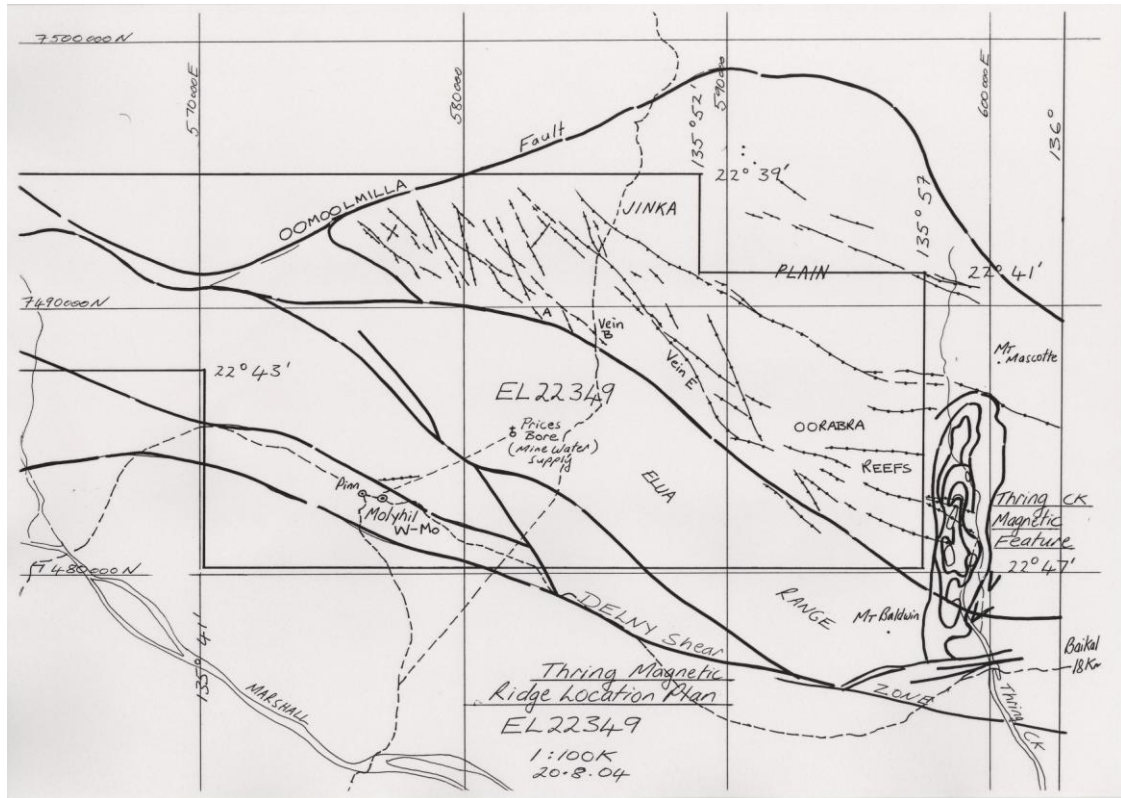 7500000N
570000E
580000
135°52'
590000
600000E
136°
Fault
22°39'
OOMOOLMILLA
JINKA
135°57
PLAIN
22°41'
7490000N
A
Vein
B
Mt
Mascotte
Vein E
22°43'
EL22349
Prices
Bore
(Mine Water)
Supply
OORABRA
REEFS
ELUA
Pinn
Molyhil
W-Mo
Thring CK
Magnetic
Feature
22°47'
7480000N
RANGE
Mt Baldwin
DELNY Shear
ZONE
135°41'
MARSHALL
Baikal
18Km
Thring CK
Thring Magnetic
Ridge Location Plan
EL22349
1:100K
20.8.04